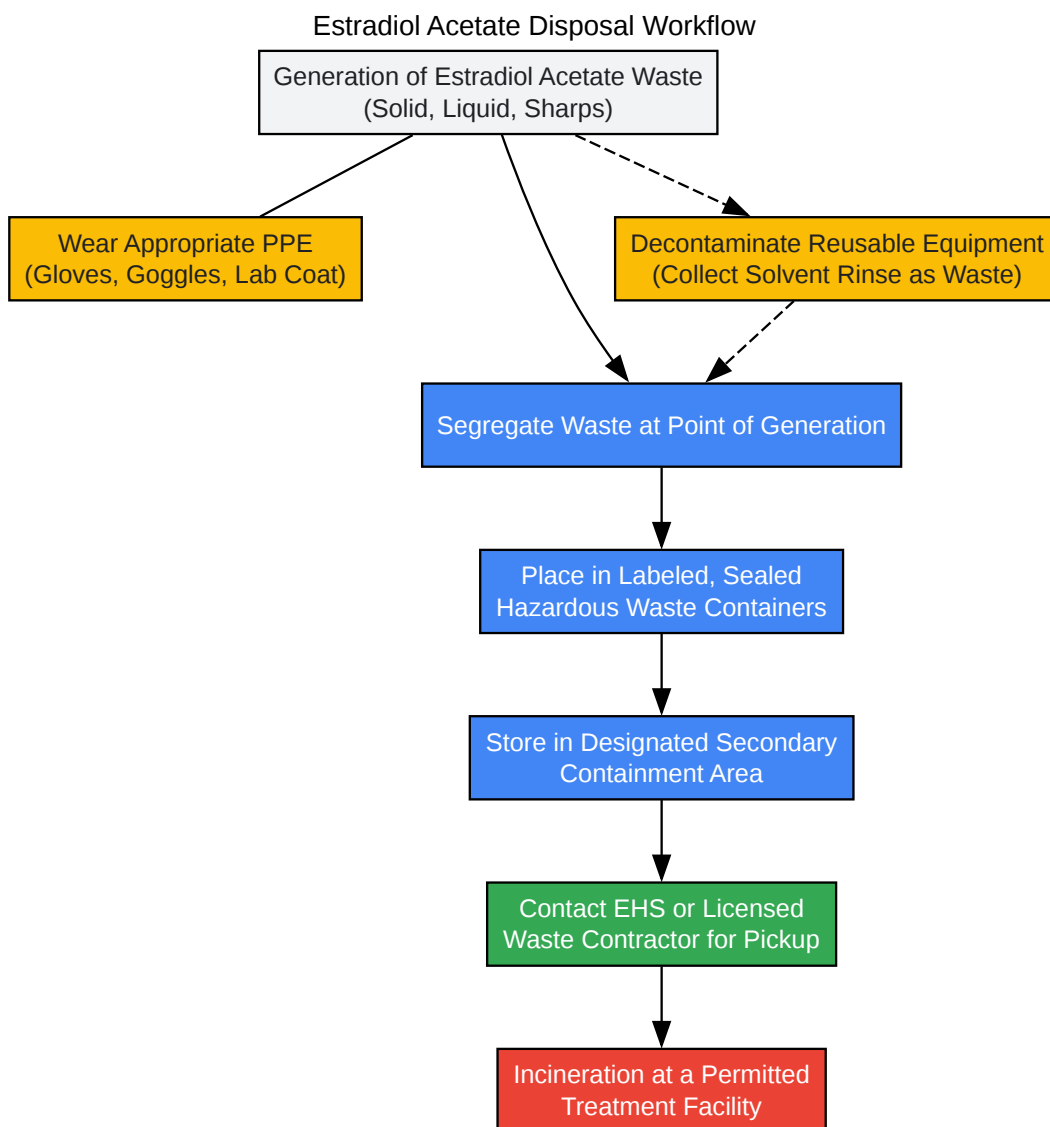 Estradiol Acetate Disposal Workflow
Generation of Estradiol Acetate Waste
(Solid, Liquid, Sharps)
Wear Appropriate PPE
(Gloves, Goggles, Lab Coat)
Decontaminate Reusable Equipment
(Collect Solvent Rinse as Waste)
Segregate Waste at Point of Generation
Place in Labeled, Sealed
Hazardous Waste Containers
Store in Designated Secondary
Containment Area
Contact EHS or Licensed
Waste Contractor for Pickup
Incineration at a Permitted
Treatment Facility